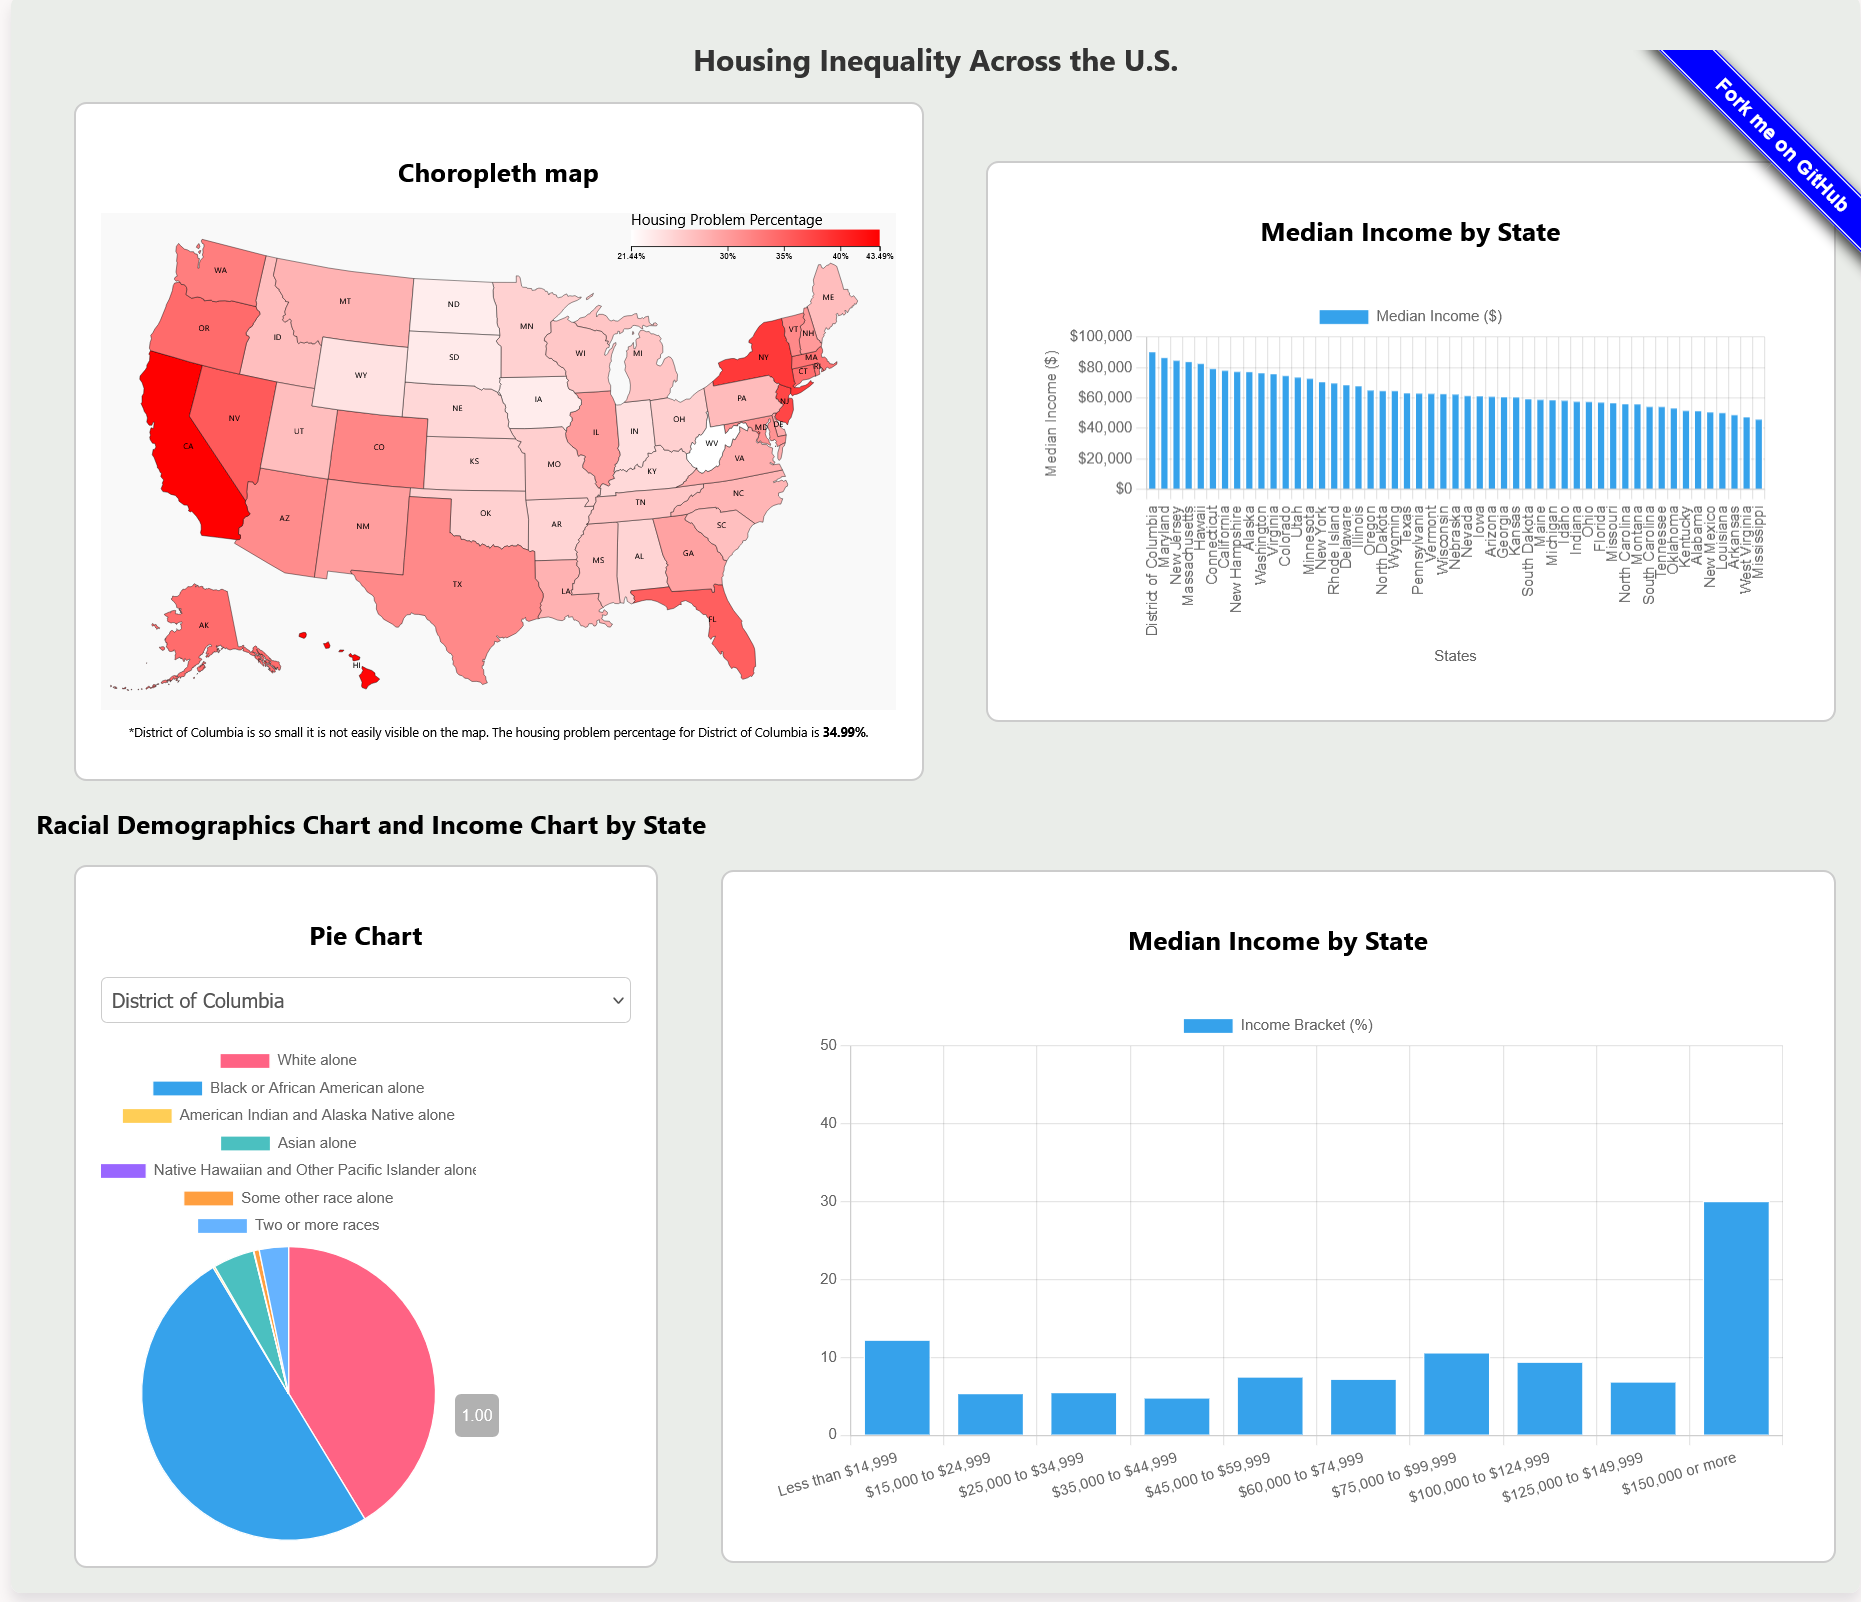 Housing Inequality Across the U.S.
Fork me on GitHub
Choropleth map
Housing Problem Percentage
21.44% 30% 35% 40% 43.49%
WA
MT
ND
MN
ME
OR
ID
SD
WI
MI
NY
VT
NH
MA
CT
RI
WY
IA
NE
PA
NJ
NV
UT
CO
CA
KS
MO
IL
IN
OH
WV
MD
DE
VA
KY
AZ
NM
OK
AR
TN
NC
SC
MS
AL
GA
TX
LA
FL
AK
HI
*District of Columbia is so small it is not easily visible on the map. The housing problem percentage for District of Columbia is 34.99%.
Median Income by State
Median Income ($)
Median Income ($)
$100,000
$80,000
$60,000
$40,000
$20,000
$0
District of Columbia
Maryland
New Jersey
Massachusetts
Hawaii
Connecticut
California
New Hampshire
Alaska
Washington
Virginia
Colorado
Utah
Minnesota
New York
Rhode Island
Delaware
Illinois
Oregon
North Dakota
Wyoming
Texas
Pennsylvania
Vermont
Wisconsin
Nebraska
Nevada
Iowa
Arizona
Georgia
Kansas
South Dakota
Maine
Michigan
Idaho
Indiana
Ohio
Florida
Missouri
North Carolina
Montana
South Carolina
Tennesee
Oklahoma
Kentucky
Alabama
New Mexico
Louisiana
Arkansas
West Virginia
Mississippi
States
Racial Demographics Chart and Income Chart by State
Pie Chart
District of Columbia
White alone
Black or African American alone
American Indian and Alaska Native alone
Asian alone
Native Hawaiian and Other Pacific Islander alone
Some other race alone
Two or more races
1.00
Median Income by State
Income Bracket (%)
50
40
30
20
10
0
Less than $14,999
$15,000 to $24,999
$25,000 to $34,999
$35,000 to $44,999
$45,000 to $59,999
$60,000 to $74,999
$75,000 to $99,999
$100,000 to $124,999
$125,000 to $149,999
$150,000 or more